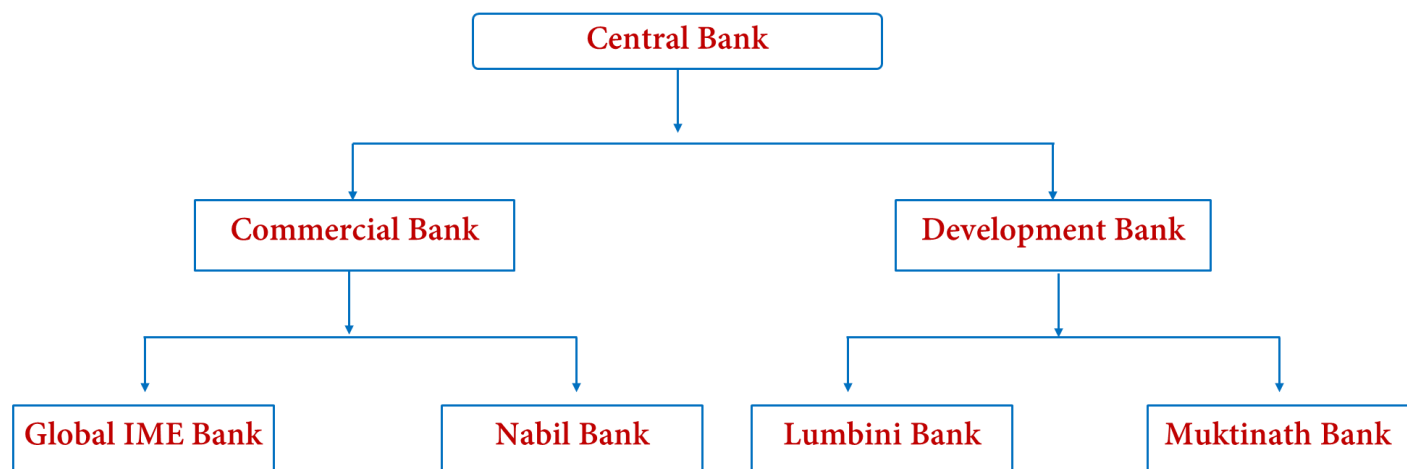 Central Bank
Commercial Bank
Development Bank
Global IME Bank
Nabil Bank
Lumbini Bank
Muktinath Bank